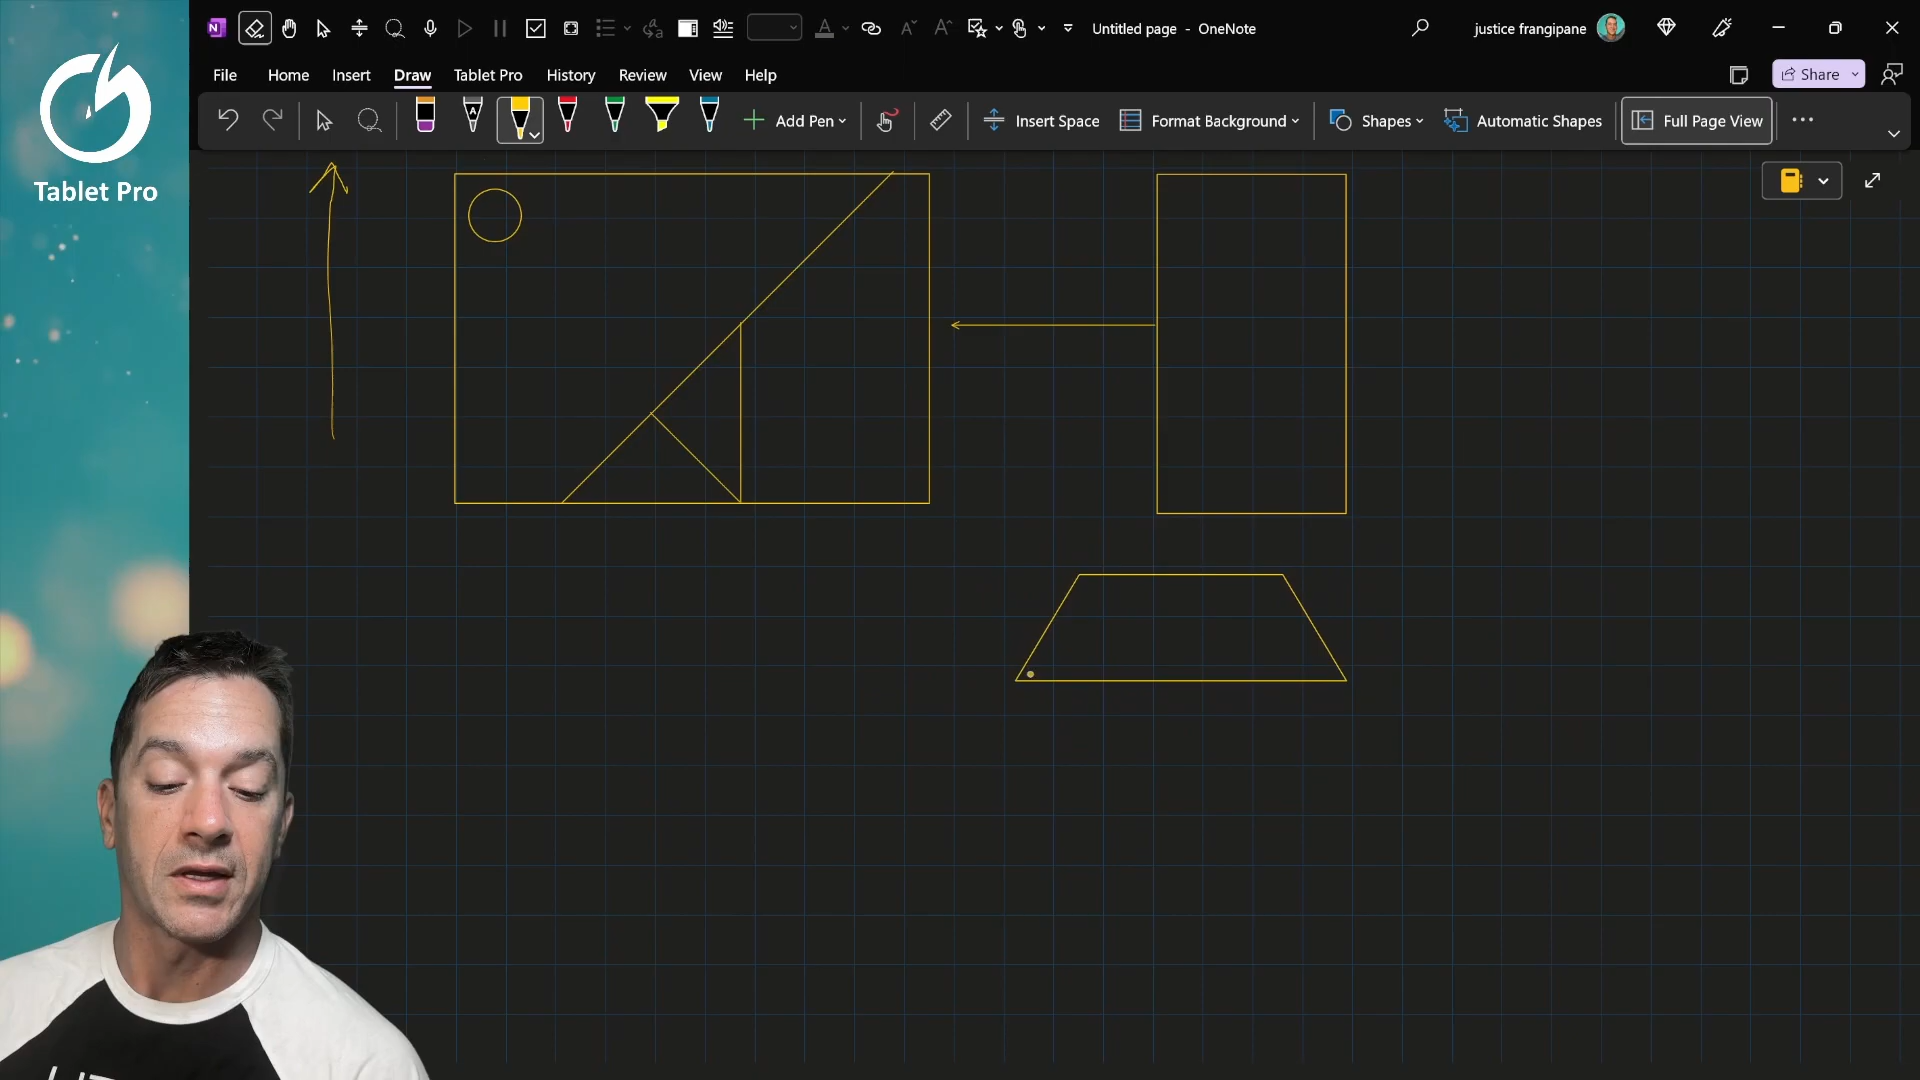 Tablet Pro
Untitled page - OneNote
justice frangipane
File Home Insert Draw Tablet Pro History Review View Help
Share
Add Pen
Insert Space
Format Background
Shapes
Automatic Shapes
Full Page View